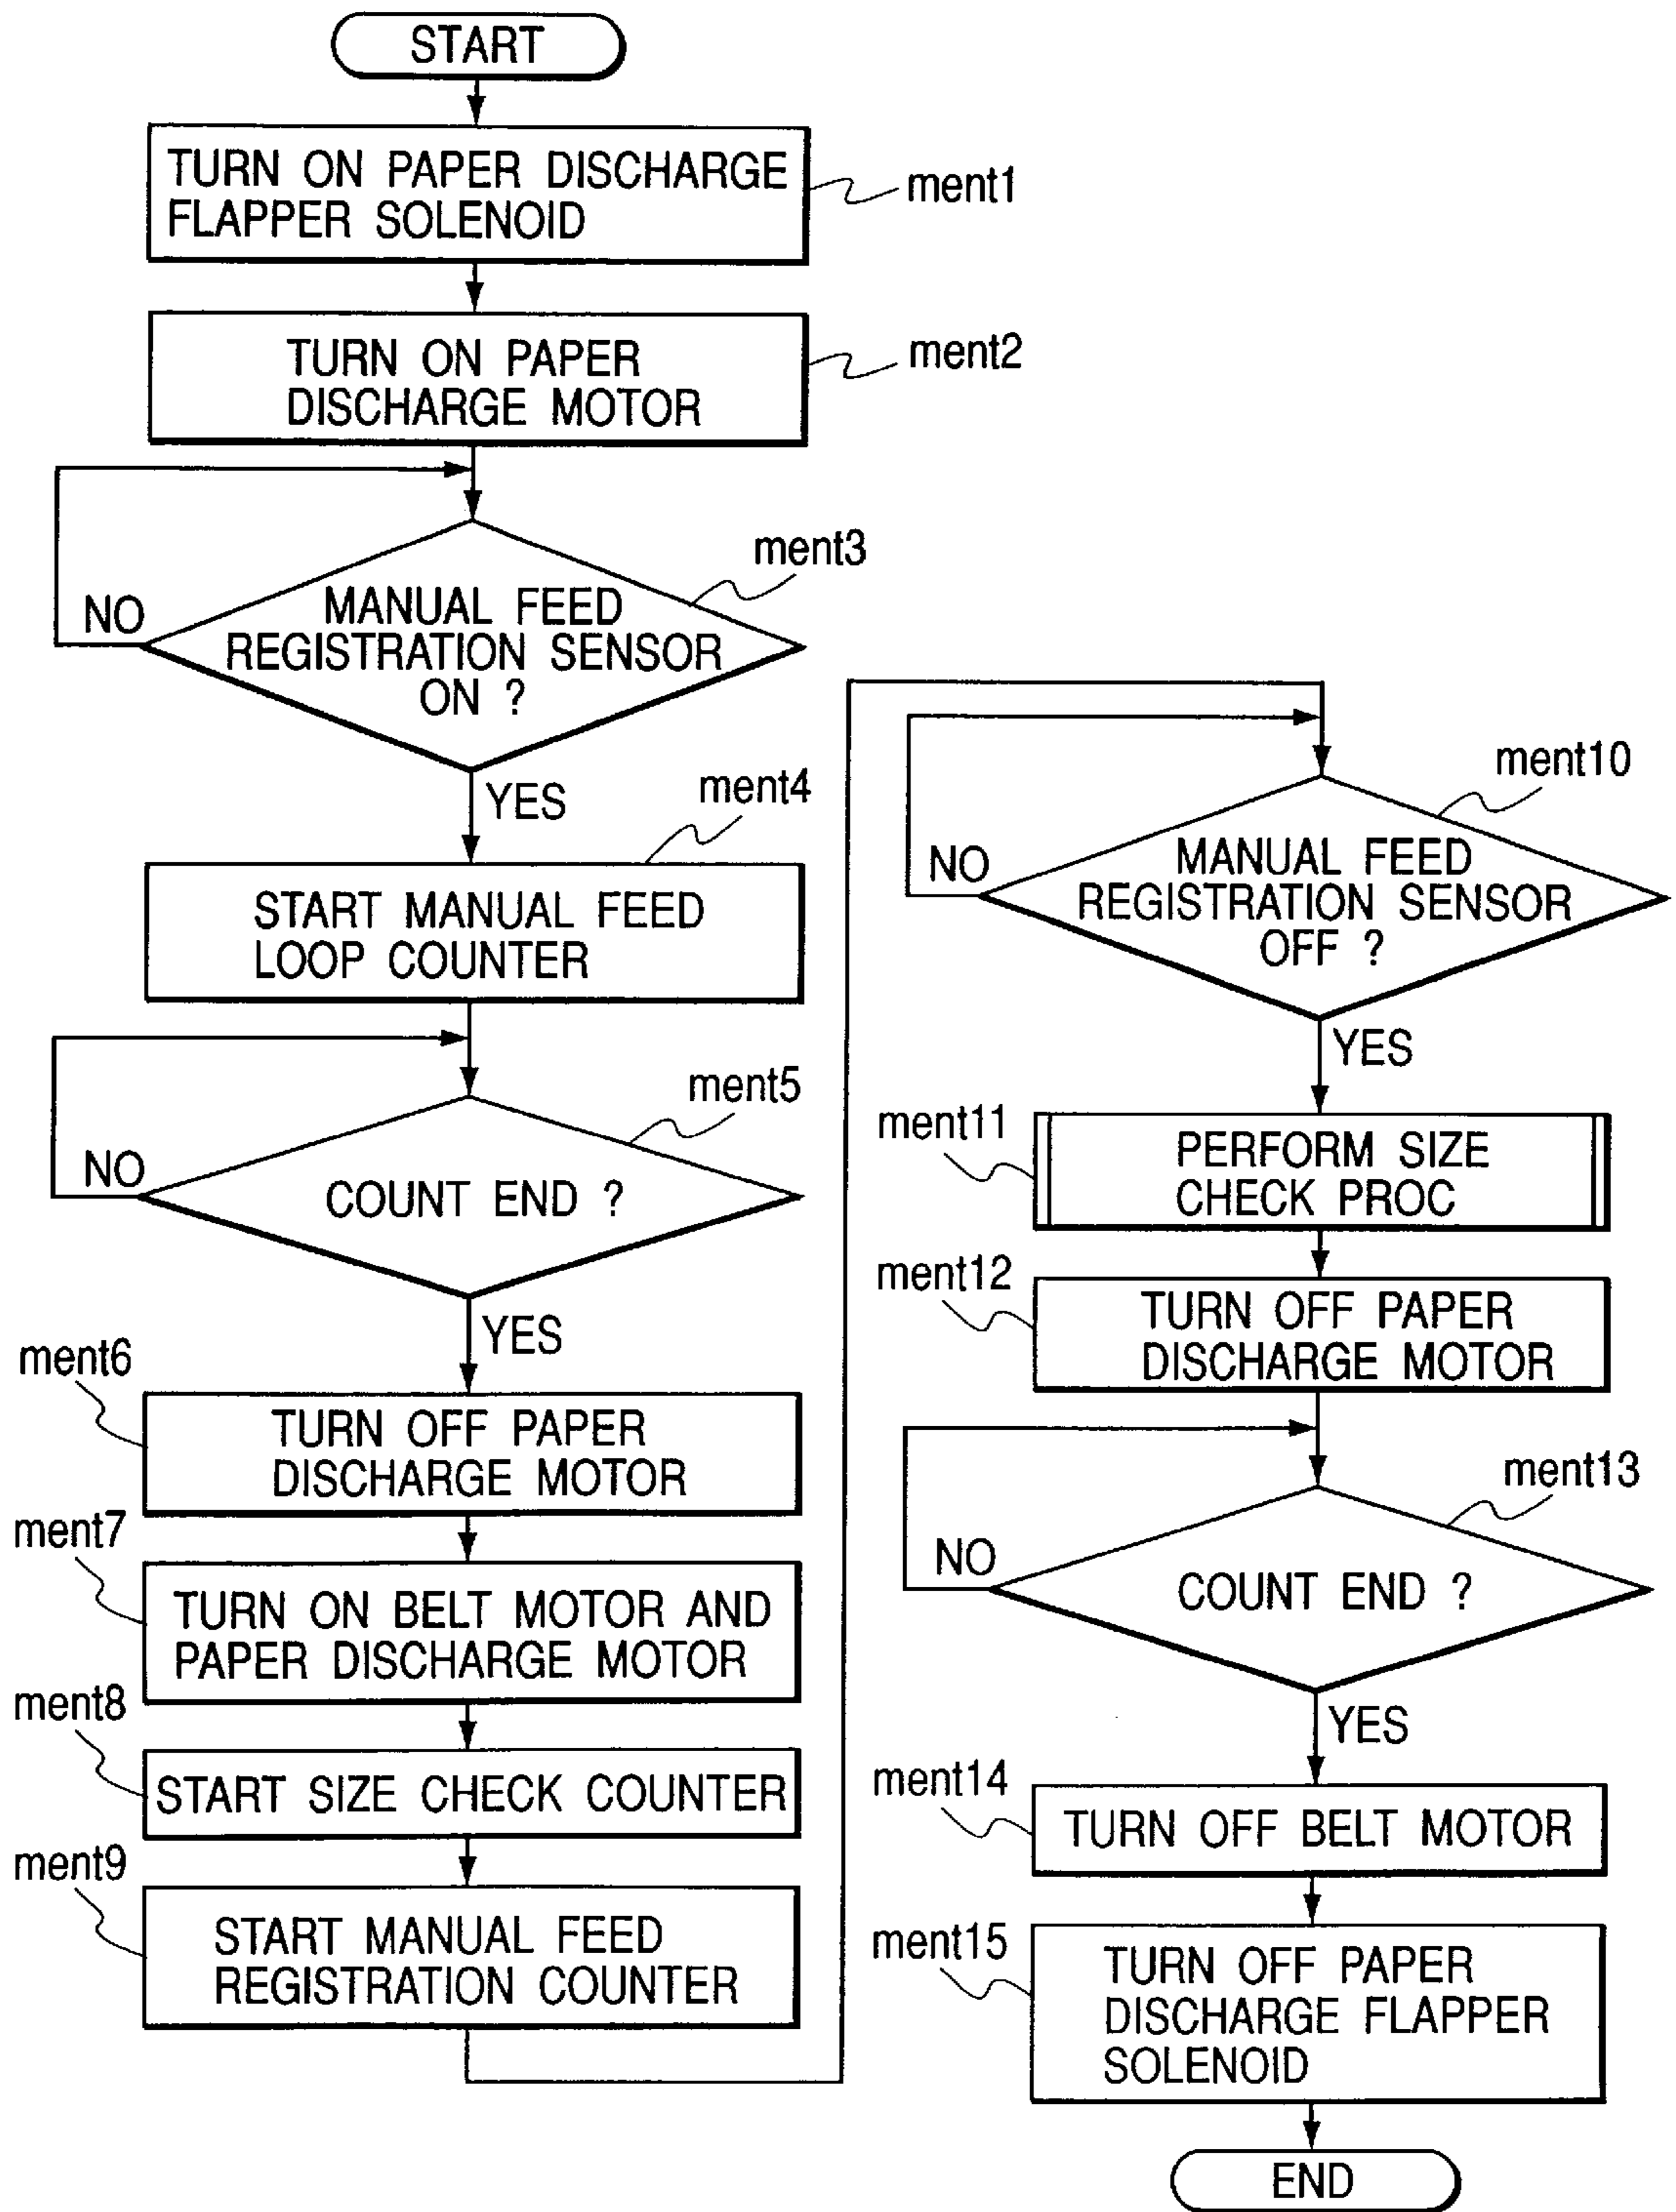 START
TURN ON PAPER DISCHARGE
FLAPPER SOLENOID
ment1
TURN ON PAPER
DISCHARGE MOTOR
ment2
ment3
MANUAL FEED
REGISTRATION SENSOR
ON ?
NO
YES
ment4
START MANUAL FEED
LOOP COUNTER
ment5
COUNT END ?
NO
YES
ment6
TURN OFF PAPER
DISCHARGE MOTOR
ment7
TURN ON BELT MOTOR AND
PAPER DISCHARGE MOTOR
ment8
START SIZE CHECK COUNTER
ment9
START MANUAL FEED
REGISTRATION COUNTER
ment10
MANUAL FEED
REGISTRATION SENSOR
OFF ?
NO
YES
ment11
PERFORM SIZE
CHECK PROC
ment12
TURN OFF PAPER
DISCHARGE MOTOR
ment13
COUNT END ?
NO
YES
ment14
TURN OFF BELT MOTOR
ment15
TURN OFF PAPER
DISCHARGE FLAPPER
SOLENOID
END